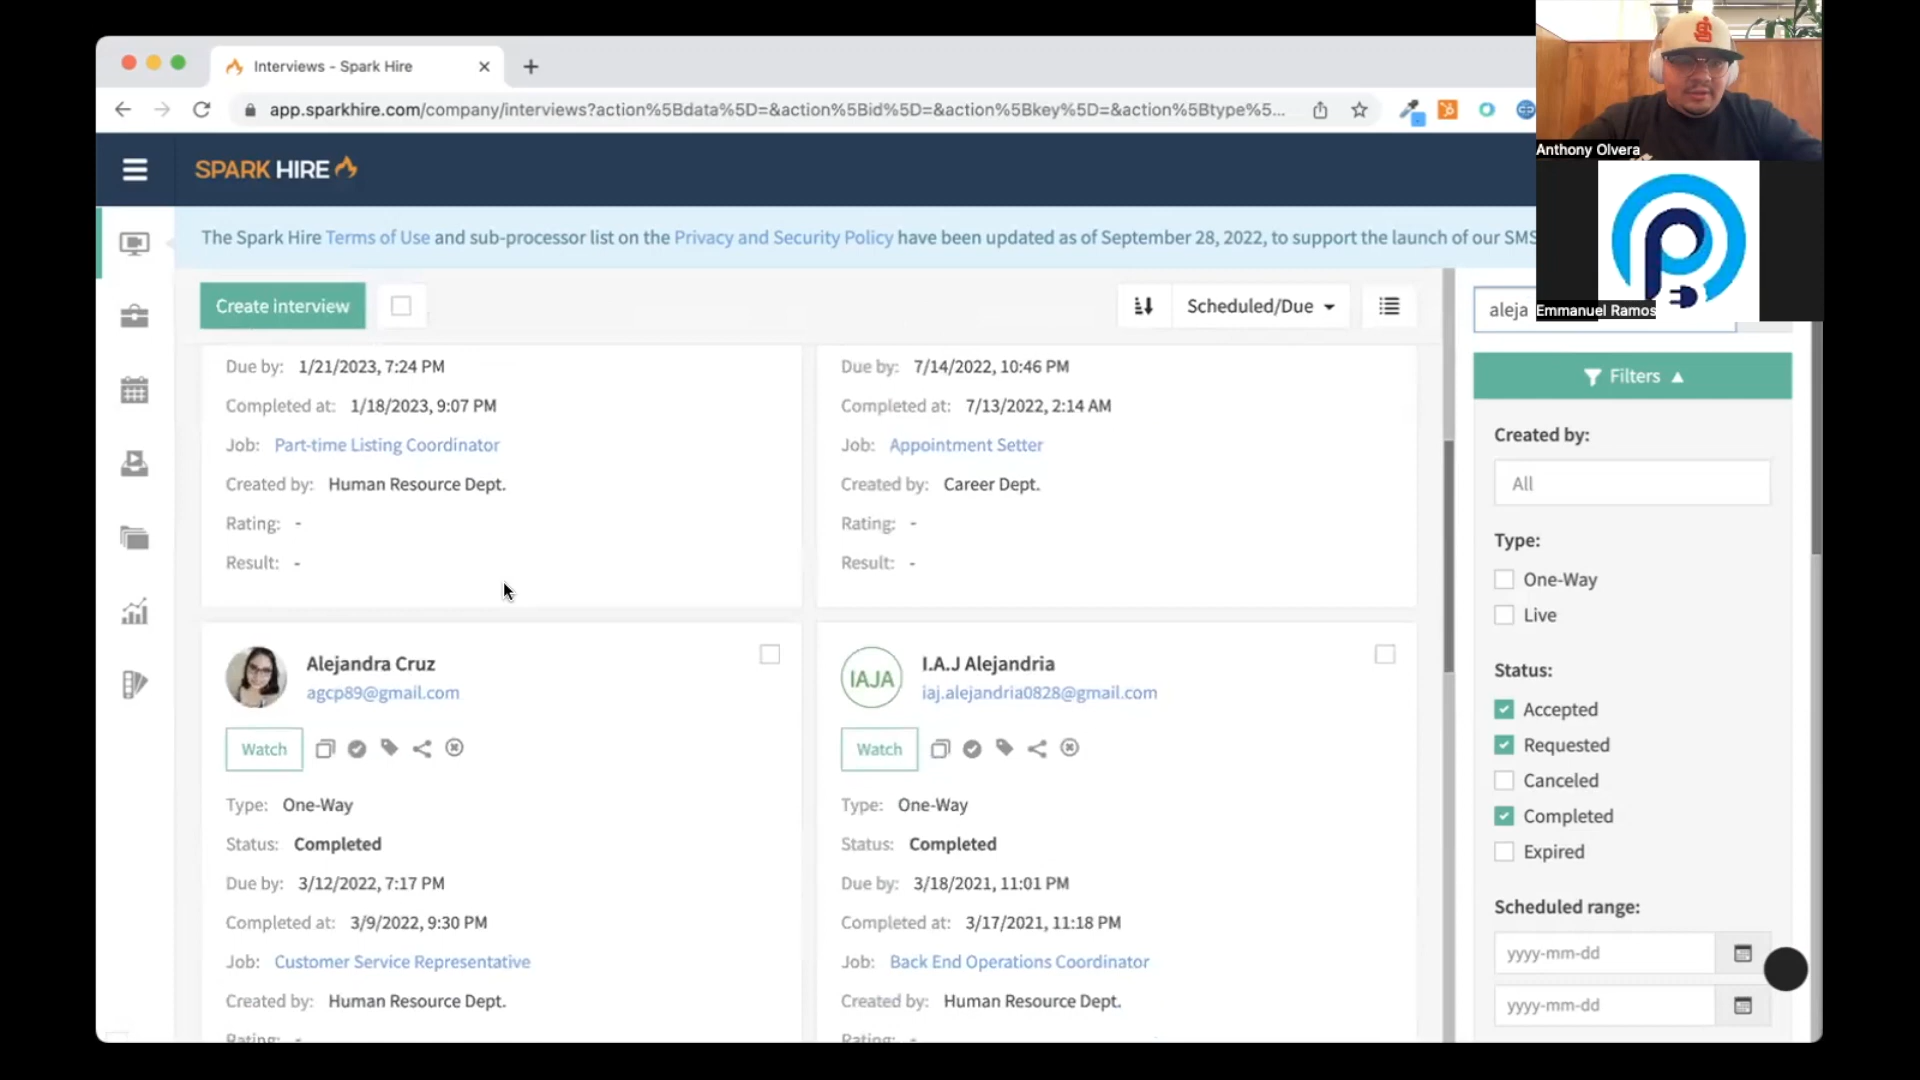 Interviews - Spark Hire
app.sparkhire.com/company/interviews?action%5Bdata%5D=&action%5Bid%5D=&action%5Bkey%5D=&action%5Btype%5...
Anthony Olvera
Emmanuel Ramos
SPARK HIRE
The Spark Hire Terms of Use and sub-processor list on the Privacy and Security Policy have been updated as of September 28, 2022, to support the launch of our SMS
Create interview
Scheduled/Due
aleja
Due by: 1/21/2023, 7:24 PM
Completed at: 1/18/2023, 9:07 PM
Job: Part-time Listing Coordinator
Created by: Human Resource Dept.
Rating: -
Result: -
Due by: 7/14/2022, 10:46 PM
Completed at: 7/13/2022, 2:14 AM
Job: Appointment Setter
Created by: Career Dept.
Rating: -
Result: -
Alejandra Cruz
agcp89@gmail.com
Watch
Type: One-Way
Status: Completed
Due by: 3/12/2022, 7:17 PM
Completed at: 3/9/2022, 9:30 PM
Job: Customer Service Representative
Created by: Human Resource Dept.
Rating: -
IAJA
I.A.J Alejandria
iaj.alejandria0828@gmail.com
Watch
Type: One-Way
Status: Completed
Due by: 3/18/2021, 11:01 PM
Completed at: 3/17/2021, 11:18 PM
Job: Back End Operations Coordinator
Created by: Human Resource Dept.
Rating: -
Filters
Created by:
All
Type:
One-Way
Live
Status:
Accepted
Requested
Canceled
Completed
Expired
Scheduled range:
yyyy-mm-dd
yyyy-mm-dd